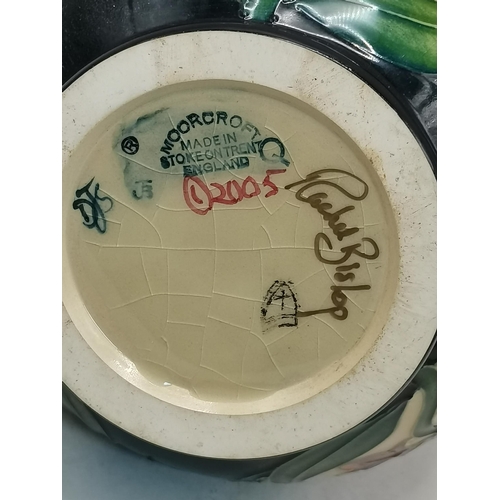 MOORCROFT
®
MADE IN
STOKE ON TRENT
ENGLAND
©2005
Rachel Bishop